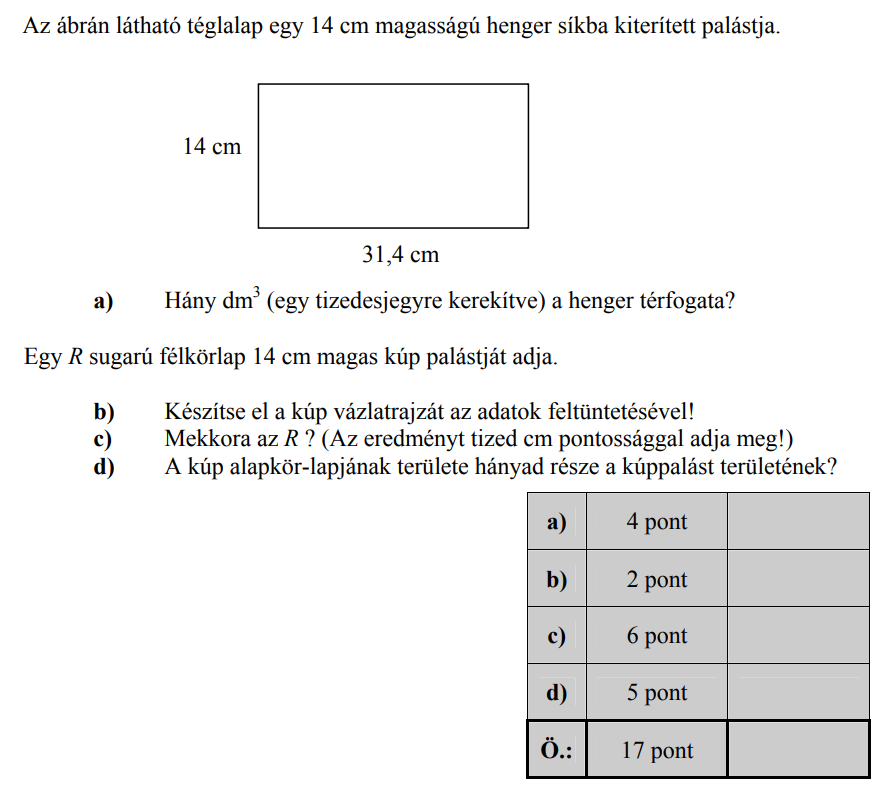 Az ábrán látható téglalap egy 14 cm magasságú henger síkba kiterített palástja.
14 cm
31,4 cm
a) Hány dm³ (egy tizedesjegyre kerekítve) a henger térfogata?
Egy R sugarú félkörlap 14 cm magas kúp palástját adja.
b) Készítse el a kúp vázlatrajzát az adatok feltüntetésével!
c) Mekkora az R ? (Az eredményt tized cm pontossággal adja meg!)
d) A kúp alapkör-lapjának területe hányad része a kúppalást területének?
a) 4 pont
b) 2 pont
c) 6 pont
d) 5 pont
Ö.: 17 pont